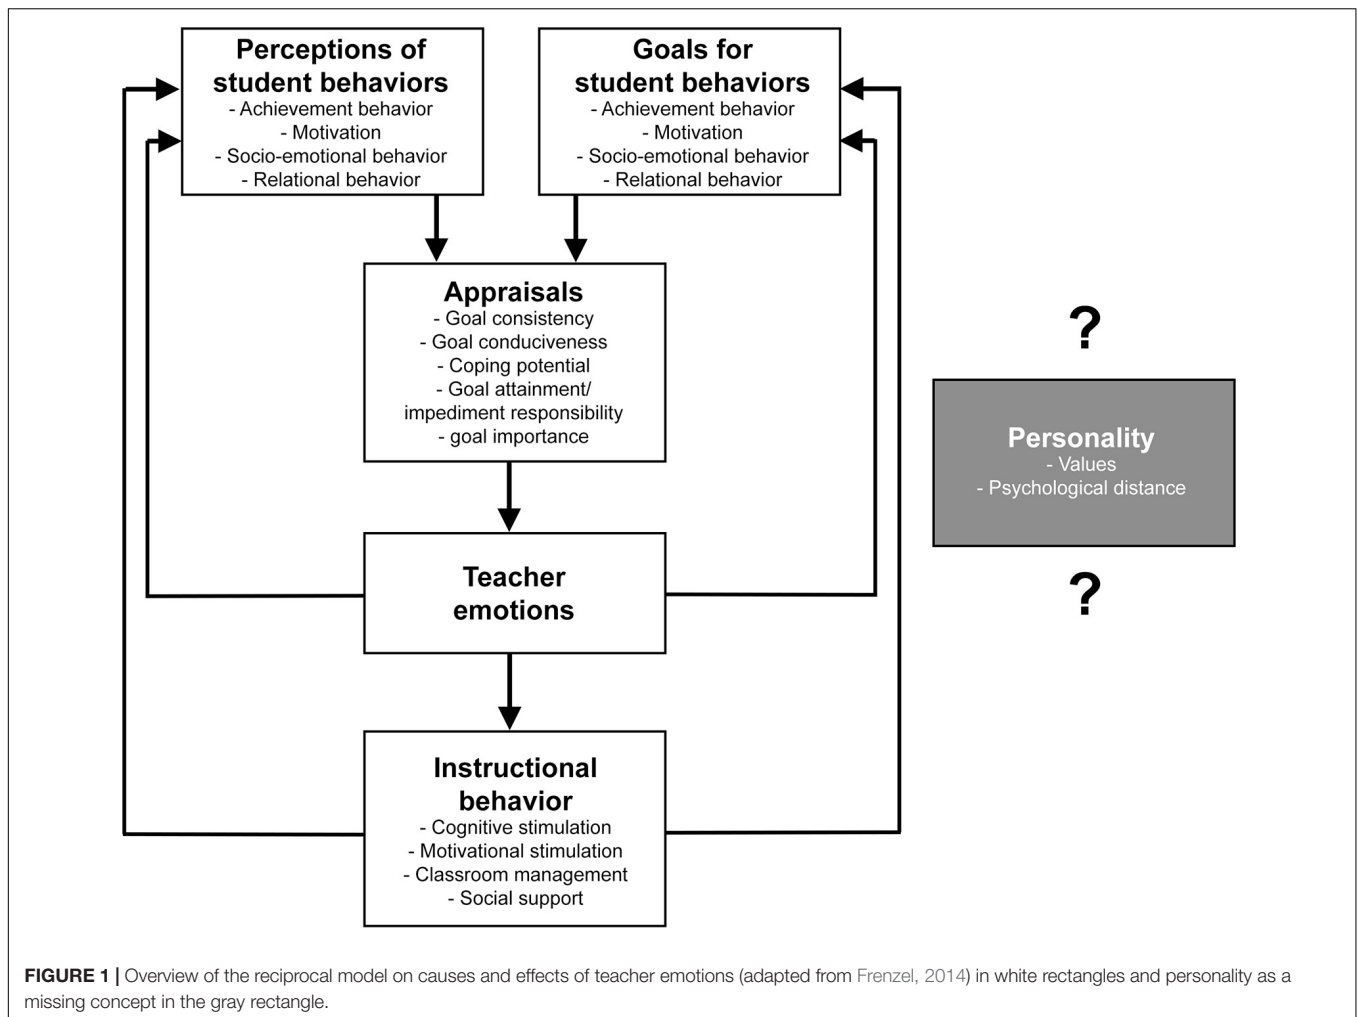 Perceptions of
student behaviors
- Achievement behavior
- Motivation
- Socio-emotional behavior
- Relational behavior
Goals for
student behaviors
- Achievement behavior
- Motivation
- Socio-emotional behavior
- Relational behavior
Appraisals
- Goal consistency
- Goal conduciveness
- Coping potential
- Goal attainment/
impediment responsibility
- goal importance
?
Personality
- Values
- Psychological distance
?
Teacher
emotions
Instructional
behavior
- Cognitive stimulation
- Motivational stimulation
- Classroom management
- Social support
FIGURE 1 | Overview of the reciprocal model on causes and effects of teacher emotions (adapted from Frenzel, 2014) in white rectangles and personality as a
missing concept in the gray rectangle.